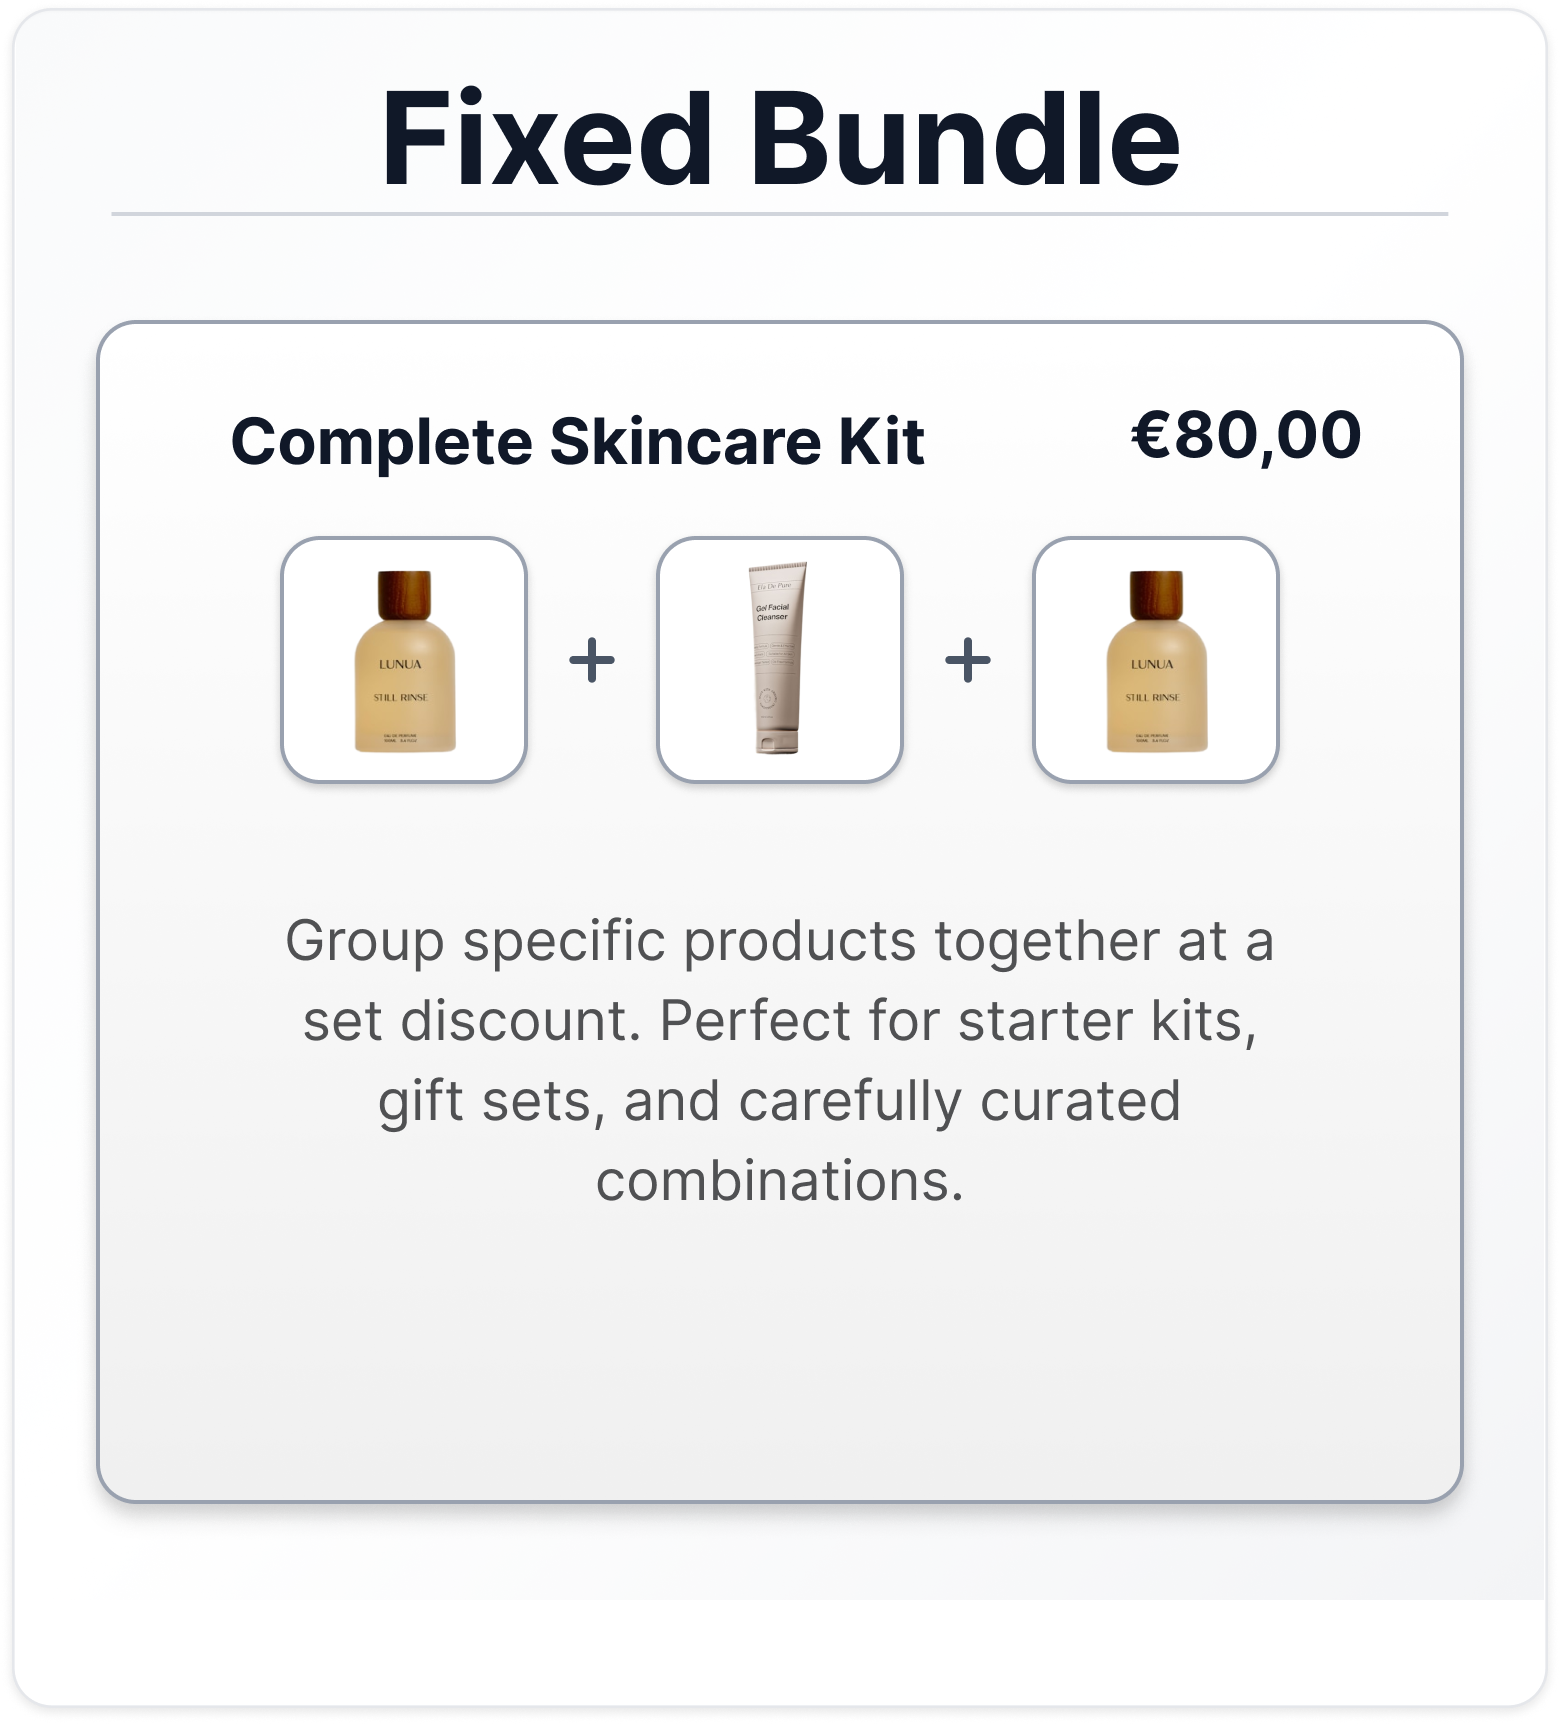 Fixed Bundle
Complete Skincare Kit €80,00
LUNUA
STILL RINSE
Gel Facial
Cleanser
LUNUA
STILL RINSE
Group specific products together at a
set discount. Perfect for starter kits,
gift sets, and carefully curated
combinations.